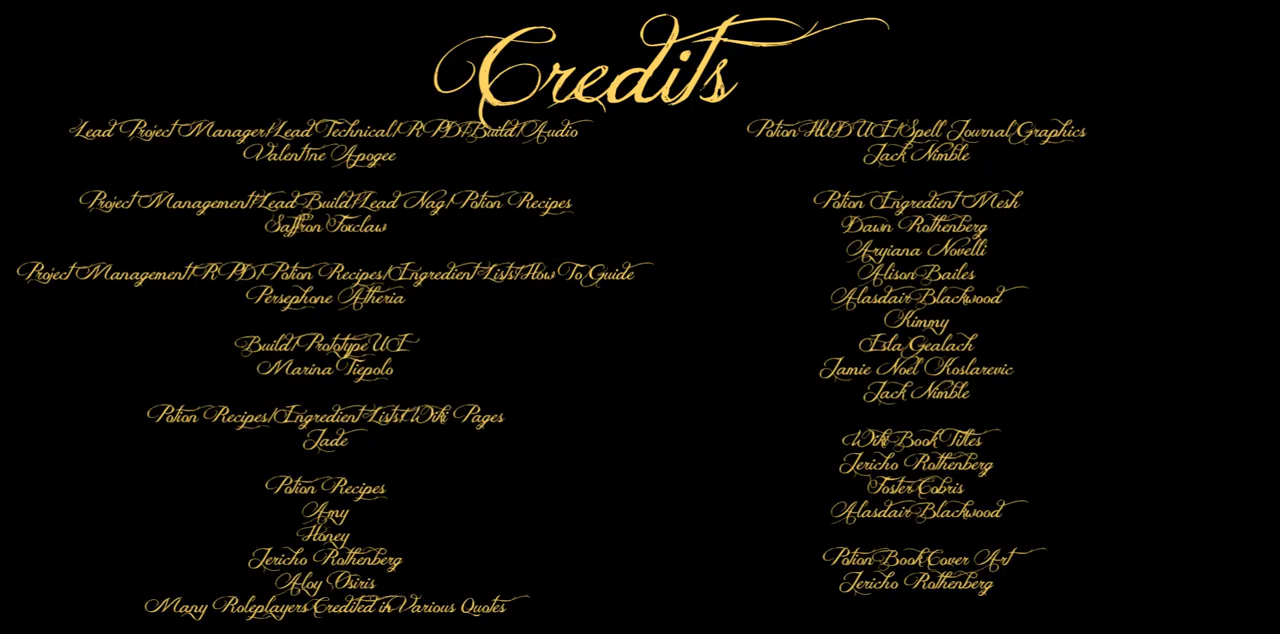 Credits
Lead Project Manager/Lead Technical/RPD/Build/Audio
Valentine Apogee
Project Management/Lead Build/Lead Nag/Potion Recipes
Saffron Foxclaw
Project Management/RPD/Potion Recipes/Ingredient Lists/How To Guide
Persephone Atheria
Build/Prototype UI
Marina Tiepolo
Potion Recipes/Ingredient Lists/Wiki Pages
Jade
Potion Recipes
Amy
Honey
Jericho Rothenberg
Aloy Osiris
Many Roleplayers Credited in Various Quotes
Potion HUD UI/Spell Journal Graphics
Jack Nimble
Potion Ingredient Mesh
Dawn Rothenberg
Aryiana Novelli
Alison Bailes
Alasdair Blackwood
Kimmy
Isla Gealach
Jamie Noel Koslarevic
Jack Nimble
Wiki Book Titles
Jericho Rothenberg
Foster Cobris
Alasdair Blackwood
Potion Book Cover Art
Jericho Rothenberg